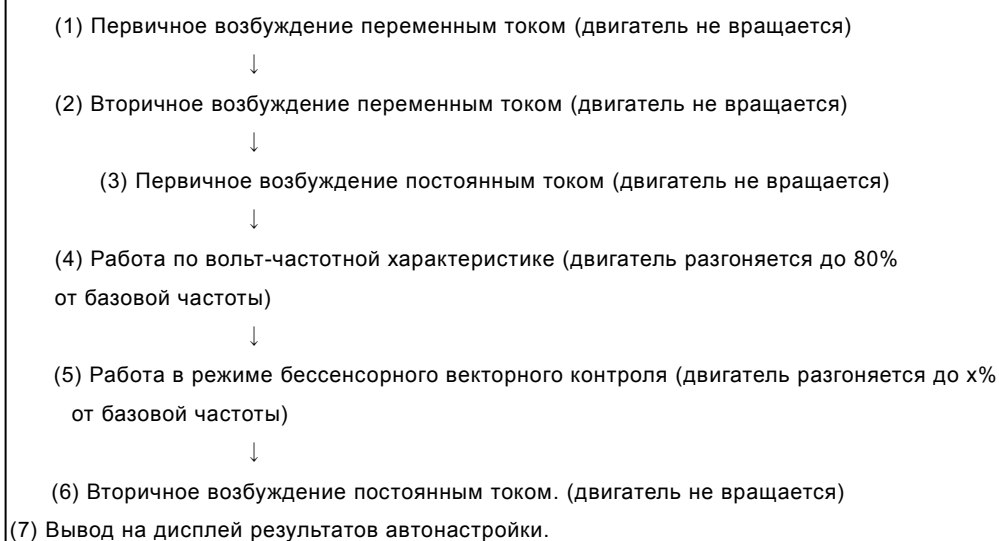 (1) Первичное возбуждение переменным током (двигатель не вращается)
↓
(2) Вторичное возбуждение переменным током (двигатель не вращается)
↓
(3) Первичное возбуждение постоянным током (двигатель не вращается)
↓
(4) Работа по вольт-частотной характеристике (двигатель разгоняется до 80%
от базовой частоты)
↓
(5) Работа в режиме бессенсорного векторного контроля (двигатель разгоняется до x%
от базовой частоты)
↓
(6) Вторичное возбуждение постоянным током. (двигатель не вращается)
(7) Вывод на дисплей результатов автонастройки.